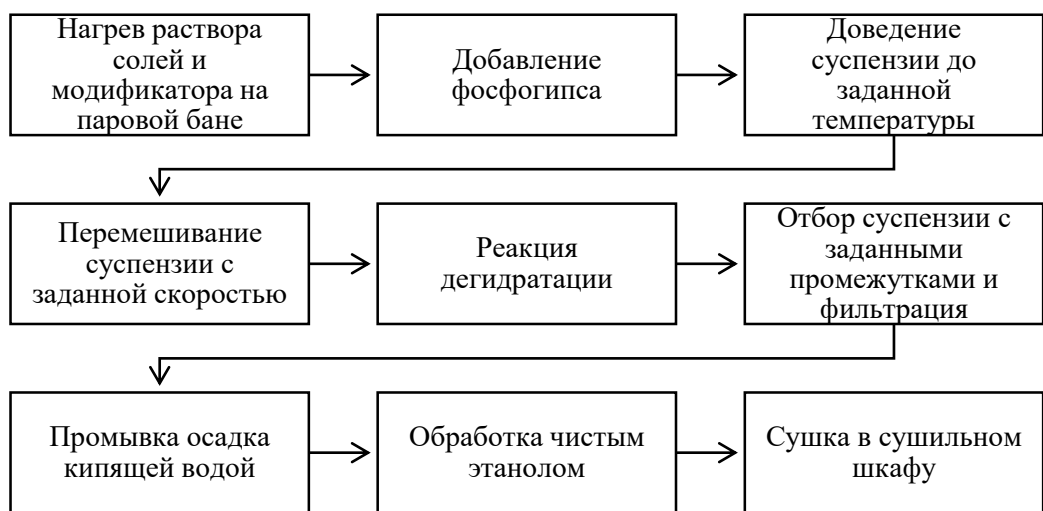 Нагрев раствора
солей и
модификатора на
паровой бане
Добавление
фосфогипса
Доведение
суспензии до
заданной
температуры
Перемешивание
суспензии с
заданной скоростью
Реакция
дегидратации
Отбор суспензии с
заданными
промежутками и
фильтрация
Промывка осадка
кипящей водой
Обработка чистым
этанолом
Сушка в сушильном
шкафу